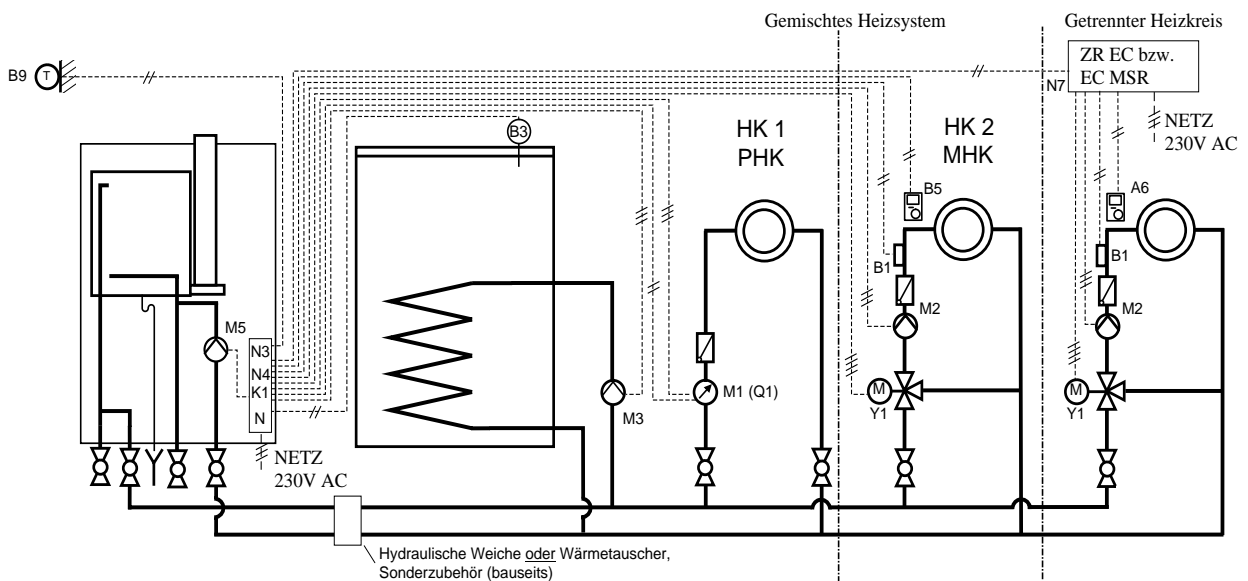 Gemischtes Heizsystem
Getrennter Heizkreis
B9
T
ZR EC bzw.
EC MSR
N7
NETZ
230V AC
B3
HK 1
PHK
HK 2
MHK
B5
A6
B1
B1
M5
M2
M2
N3
N4
K1
N
M3
M1 (Q1)
M
Y1
M
Y1
NETZ
230V AC
Hydraulische Weiche oder Wärmetauscher,
Sonderzubehör (bauseits)